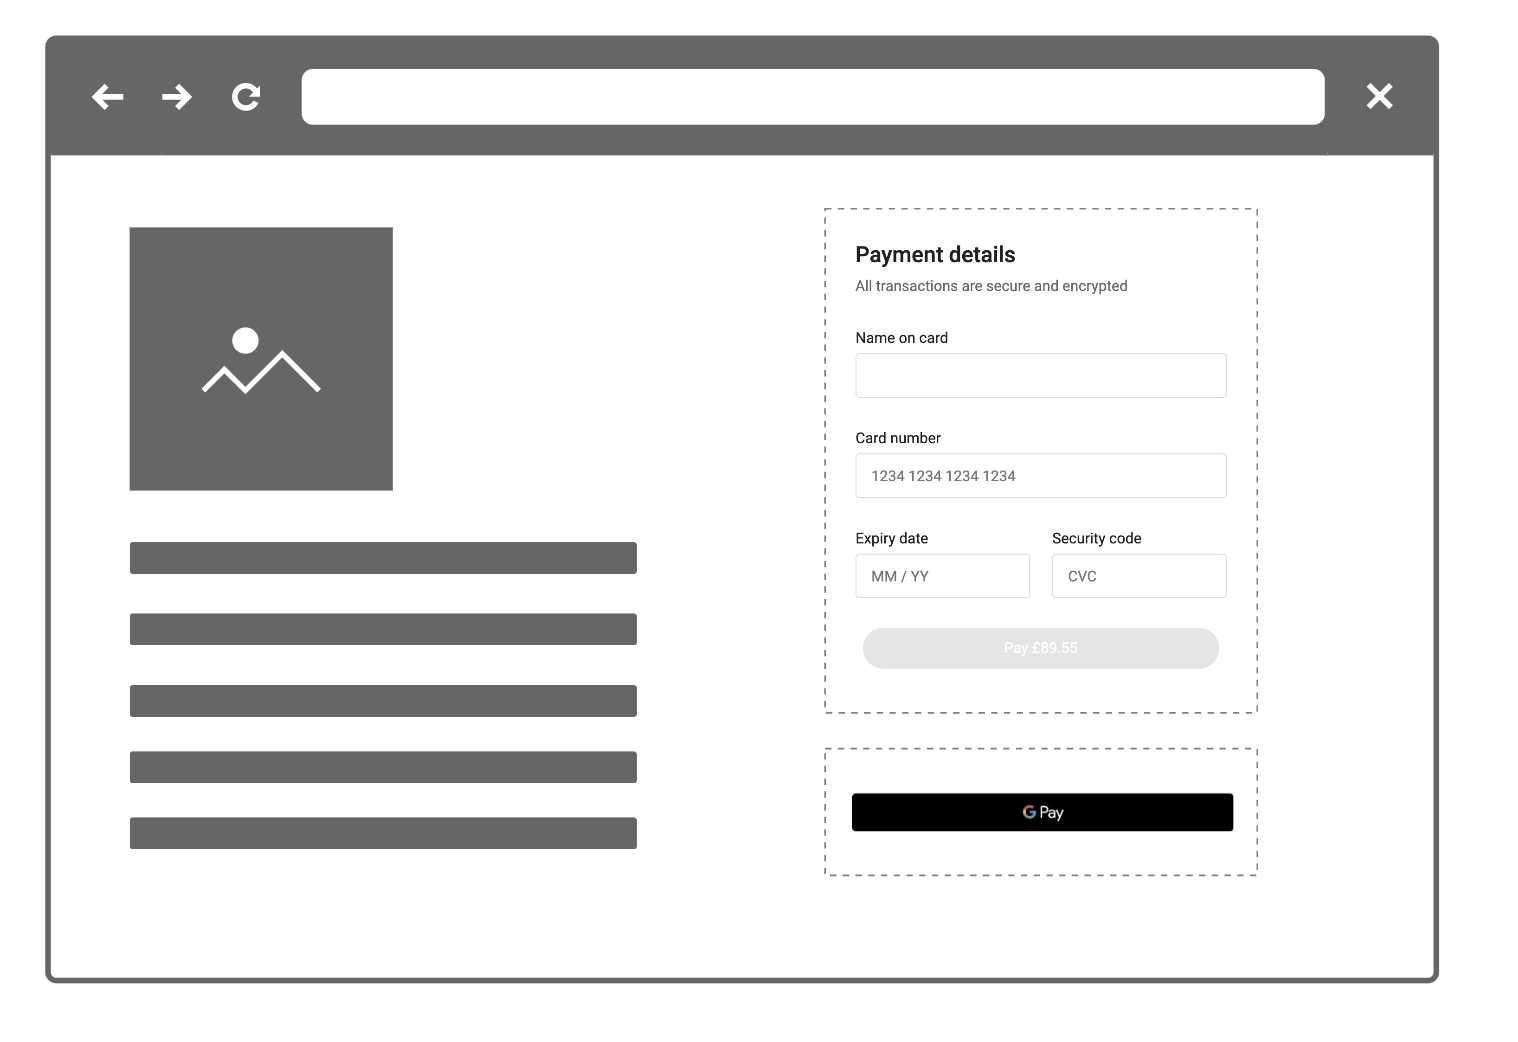 Payment details
All transactions are secure and encrypted
Name on card
Card number
1234 1234 1234 1234
Expiry date
Security code
MM / YY
CVC
Pay £89.55
G Pay